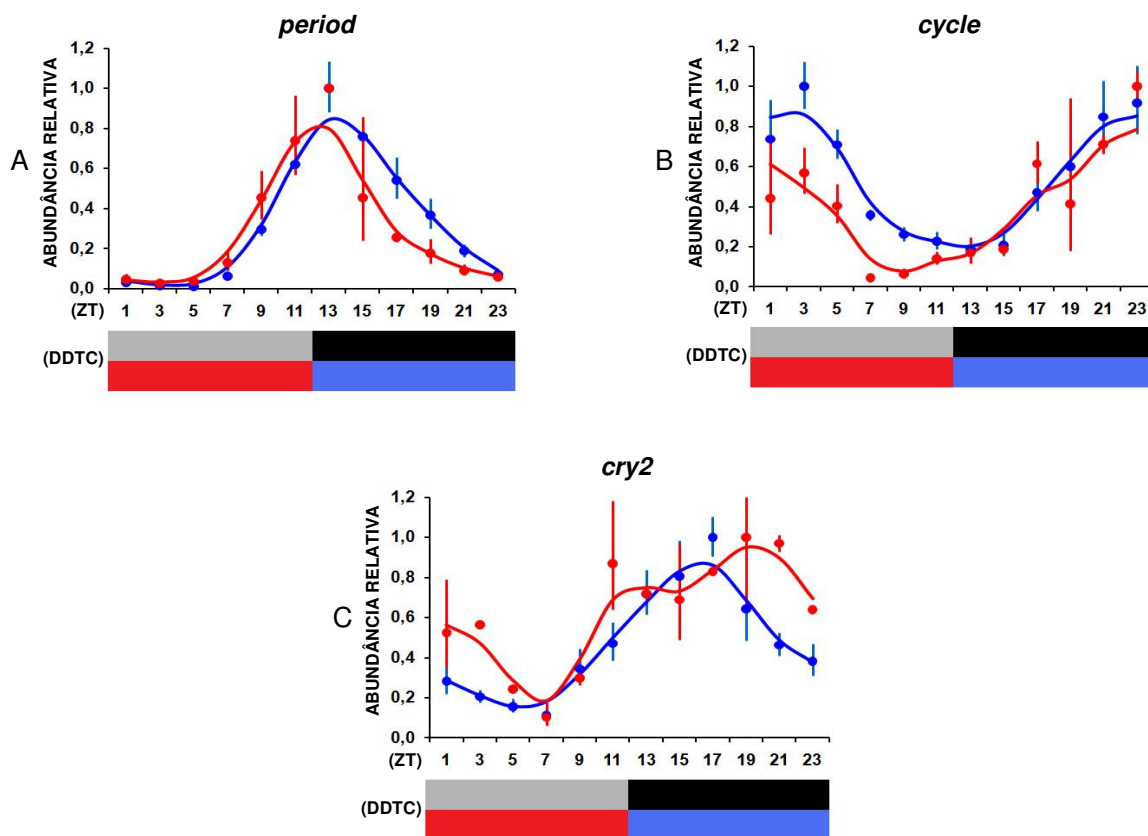 period
1,2
1,0
0,8
0,6
0,4
0,2
0,0
ABUNDÂNCIA RELATIVA
A
(ZT) 1 3 5 7 9 11 13 15 17 19 21 23
(DDTC)
cycle
1,2
1,0
0,8
0,6
0,4
0,2
0,0
ABUNDÂNCIA RELATIVA
B
(ZT) 1 3 5 7 9 11 13 15 17 19 21 23
(DDTC)
cry2
1,2
1,0
0,8
0,6
0,4
0,2
0,0
ABUNDÂNCIA RELATIVA
C
(ZT) 1 3 5 7 9 11 13 15 17 19 21 23
(DDTC)